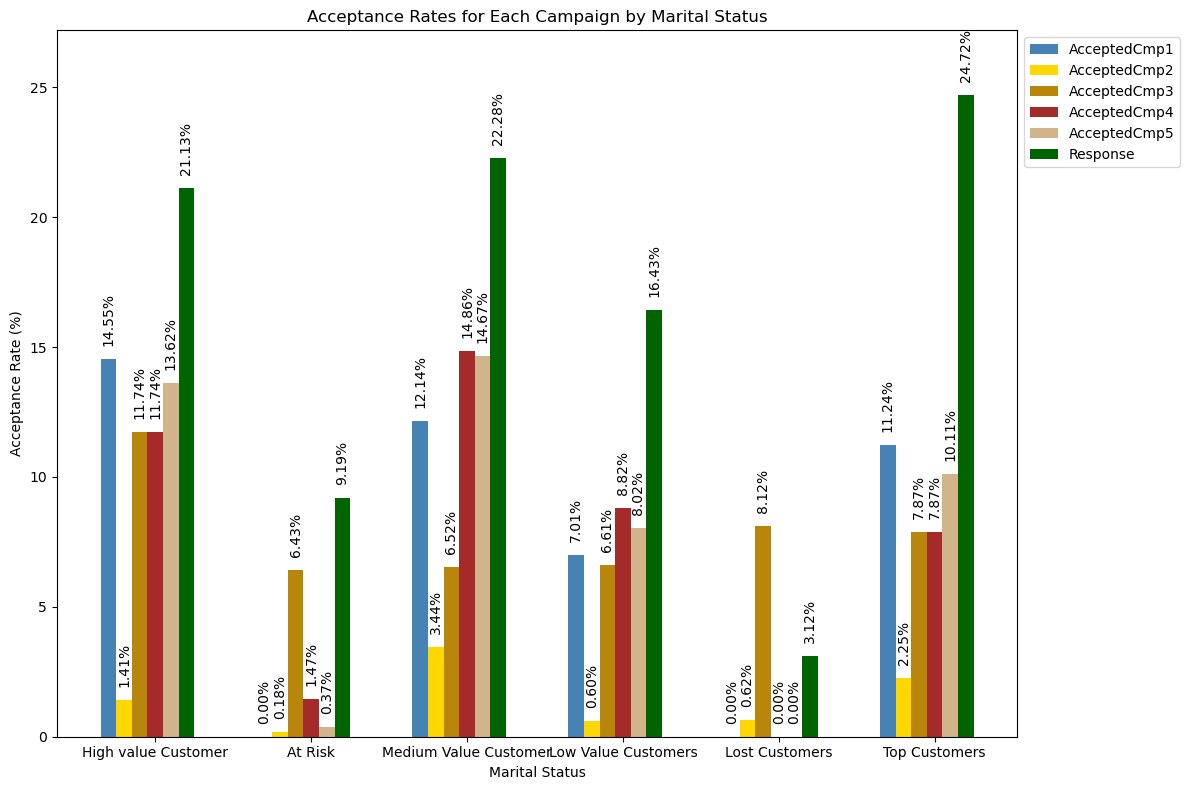 Acceptance Rates for Each Campaign by Marital Status
Acceptance Rate (%)
25
20
15
10
5
0
14.55%
1.41%
11.74%
11.74%
13.62%
21.13%
0.00%
0.18%
6.43%
1.47%
0.37%
9.19%
12.14%
3.44%
6.52%
14.86%
14.67%
22.28%
7.01%
0.60%
6.61%
8.82%
8.02%
16.43%
0.00%
0.62%
8.12%
0.00%
0.00%
3.12%
11.24%
2.25%
7.87%
7.87%
10.11%
24.72%
High value Customer
At Risk
Medium Value Customer
Low Value Customers
Lost Customers
Top Customers
Marital Status
AcceptedCmp1
AcceptedCmp2
AcceptedCmp3
AcceptedCmp4
AcceptedCmp5
Response